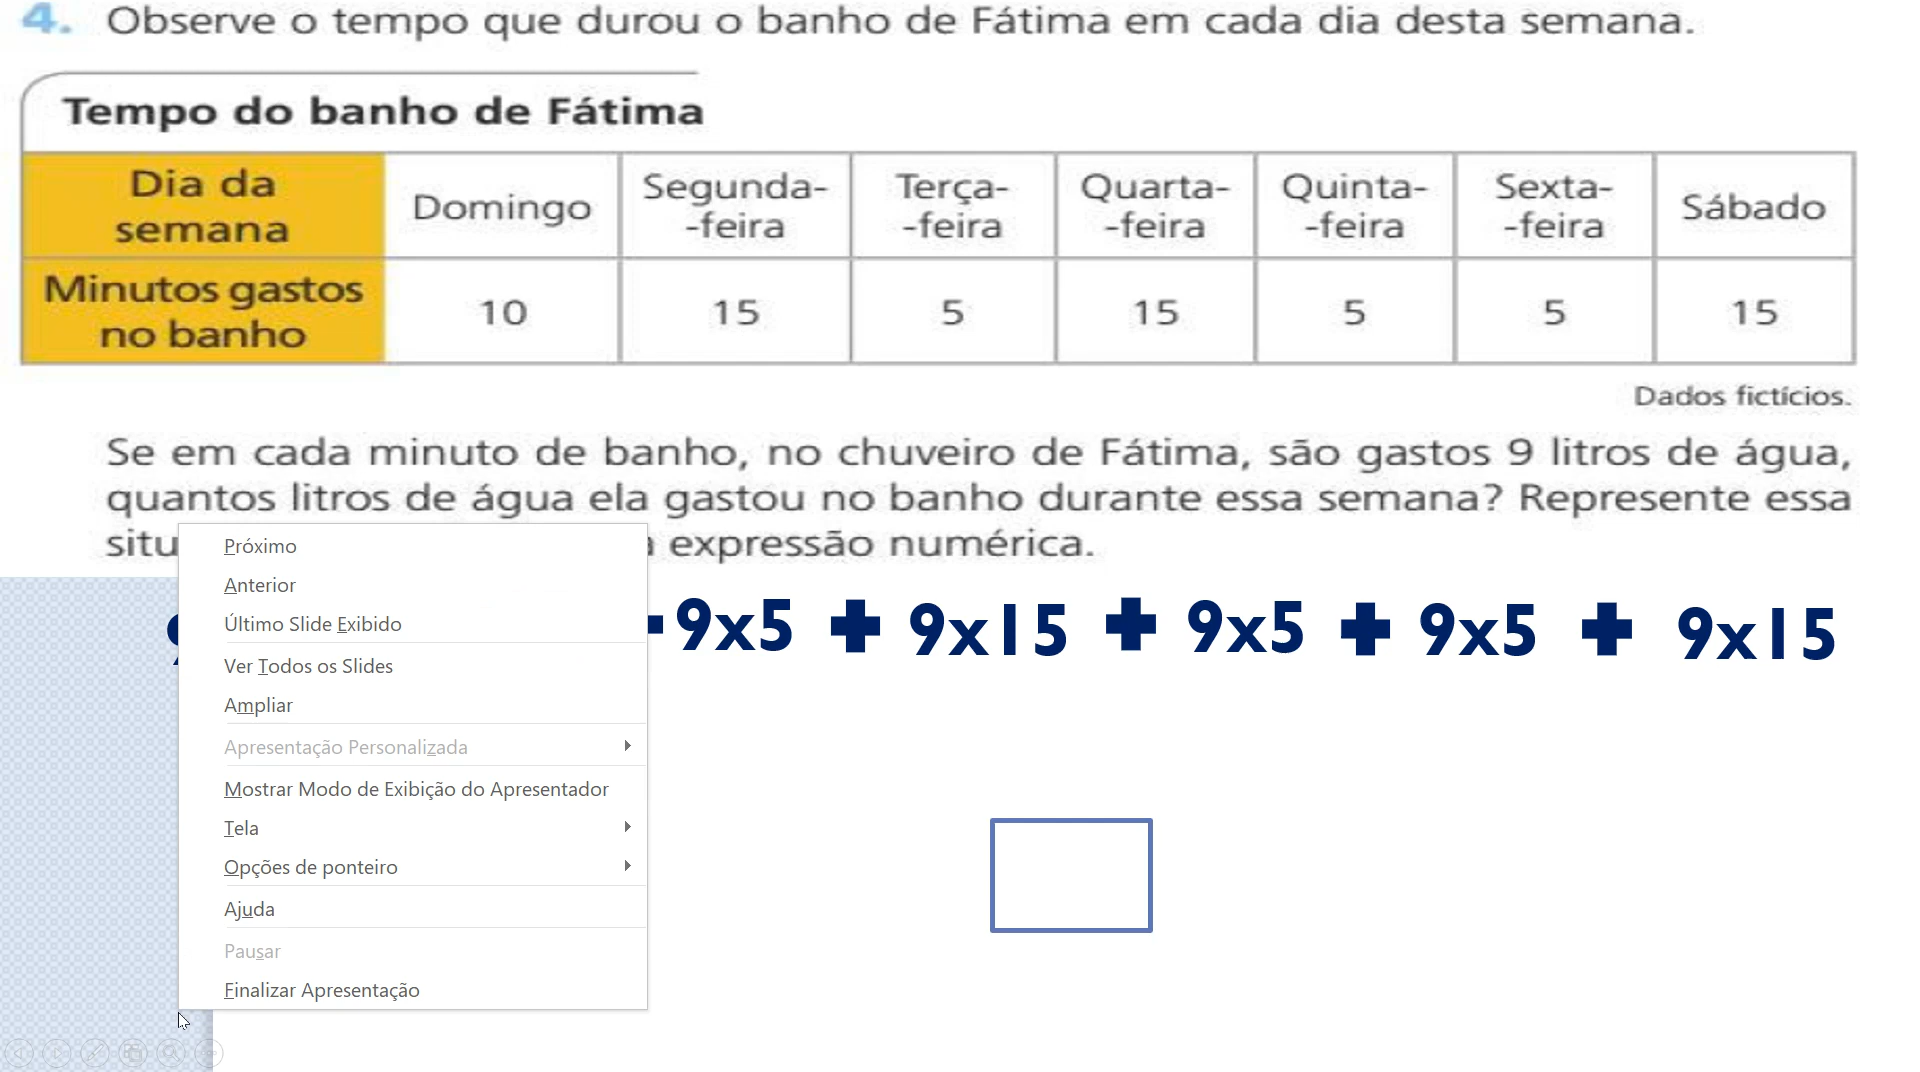 4. Observe o tempo que durou o banho de Fátima em cada dia desta semana.
Tempo do banho de Fátima
Dia da semana Domingo Segunda--feira Terça--feira Quarta--feira Quinta--feira Sexta--feira Sábado
Minutos gastos no banho 10 15 5 15 5 5 15
Dados fictícios.
Se em cada minuto de banho, no chuveiro de Fátima, são gastos 9 litros de água,
quantos litros de água ela gastou no banho durante essa semana? Represente essa
expressão numérica.
9x5 + 9x15 + 9x5 + 9x5 + 9x15
Próximo
Anterior
Último Slide Exibido
Ver Todos os Slides
Ampliar
Apresentação Personalizada
Mostrar Modo de Exibição do Apresentador
Tela
Opções de ponteiro
Ajuda
Pausar
Finalizar Apresentação